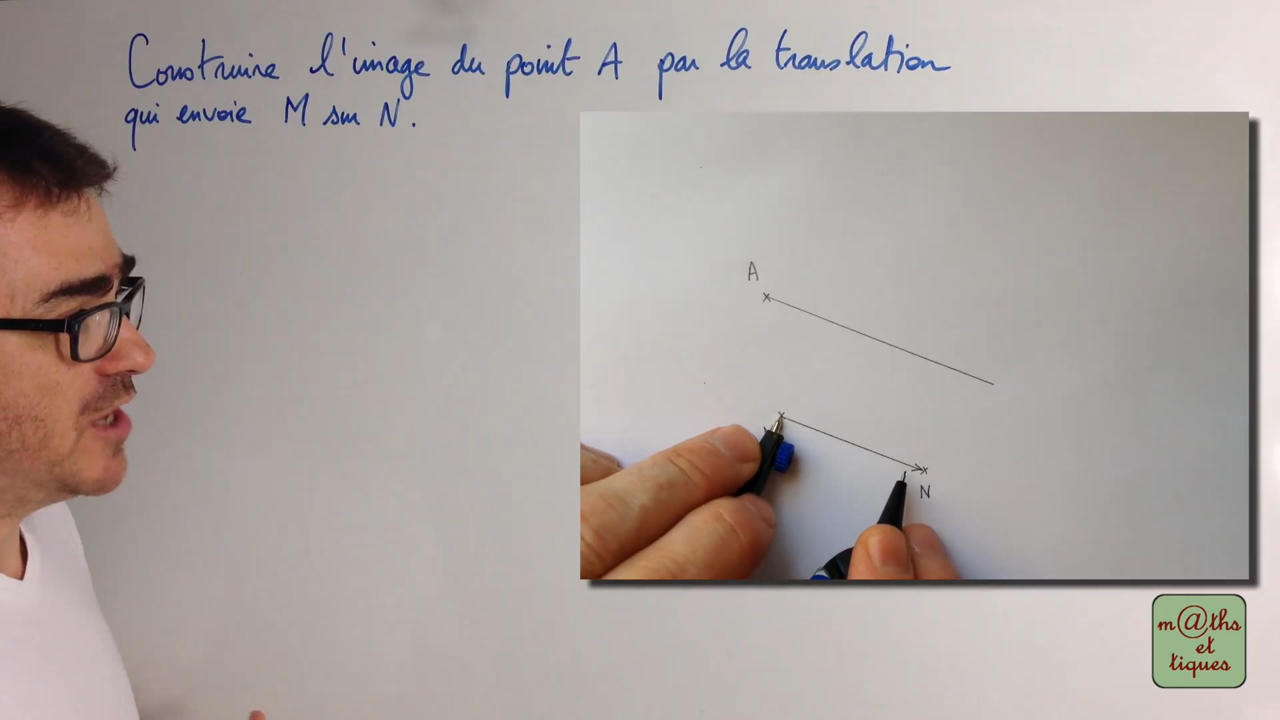 Construire l'image du point A par la translation
qui envoie M sur N.
A
N
m@ths
et
tiques